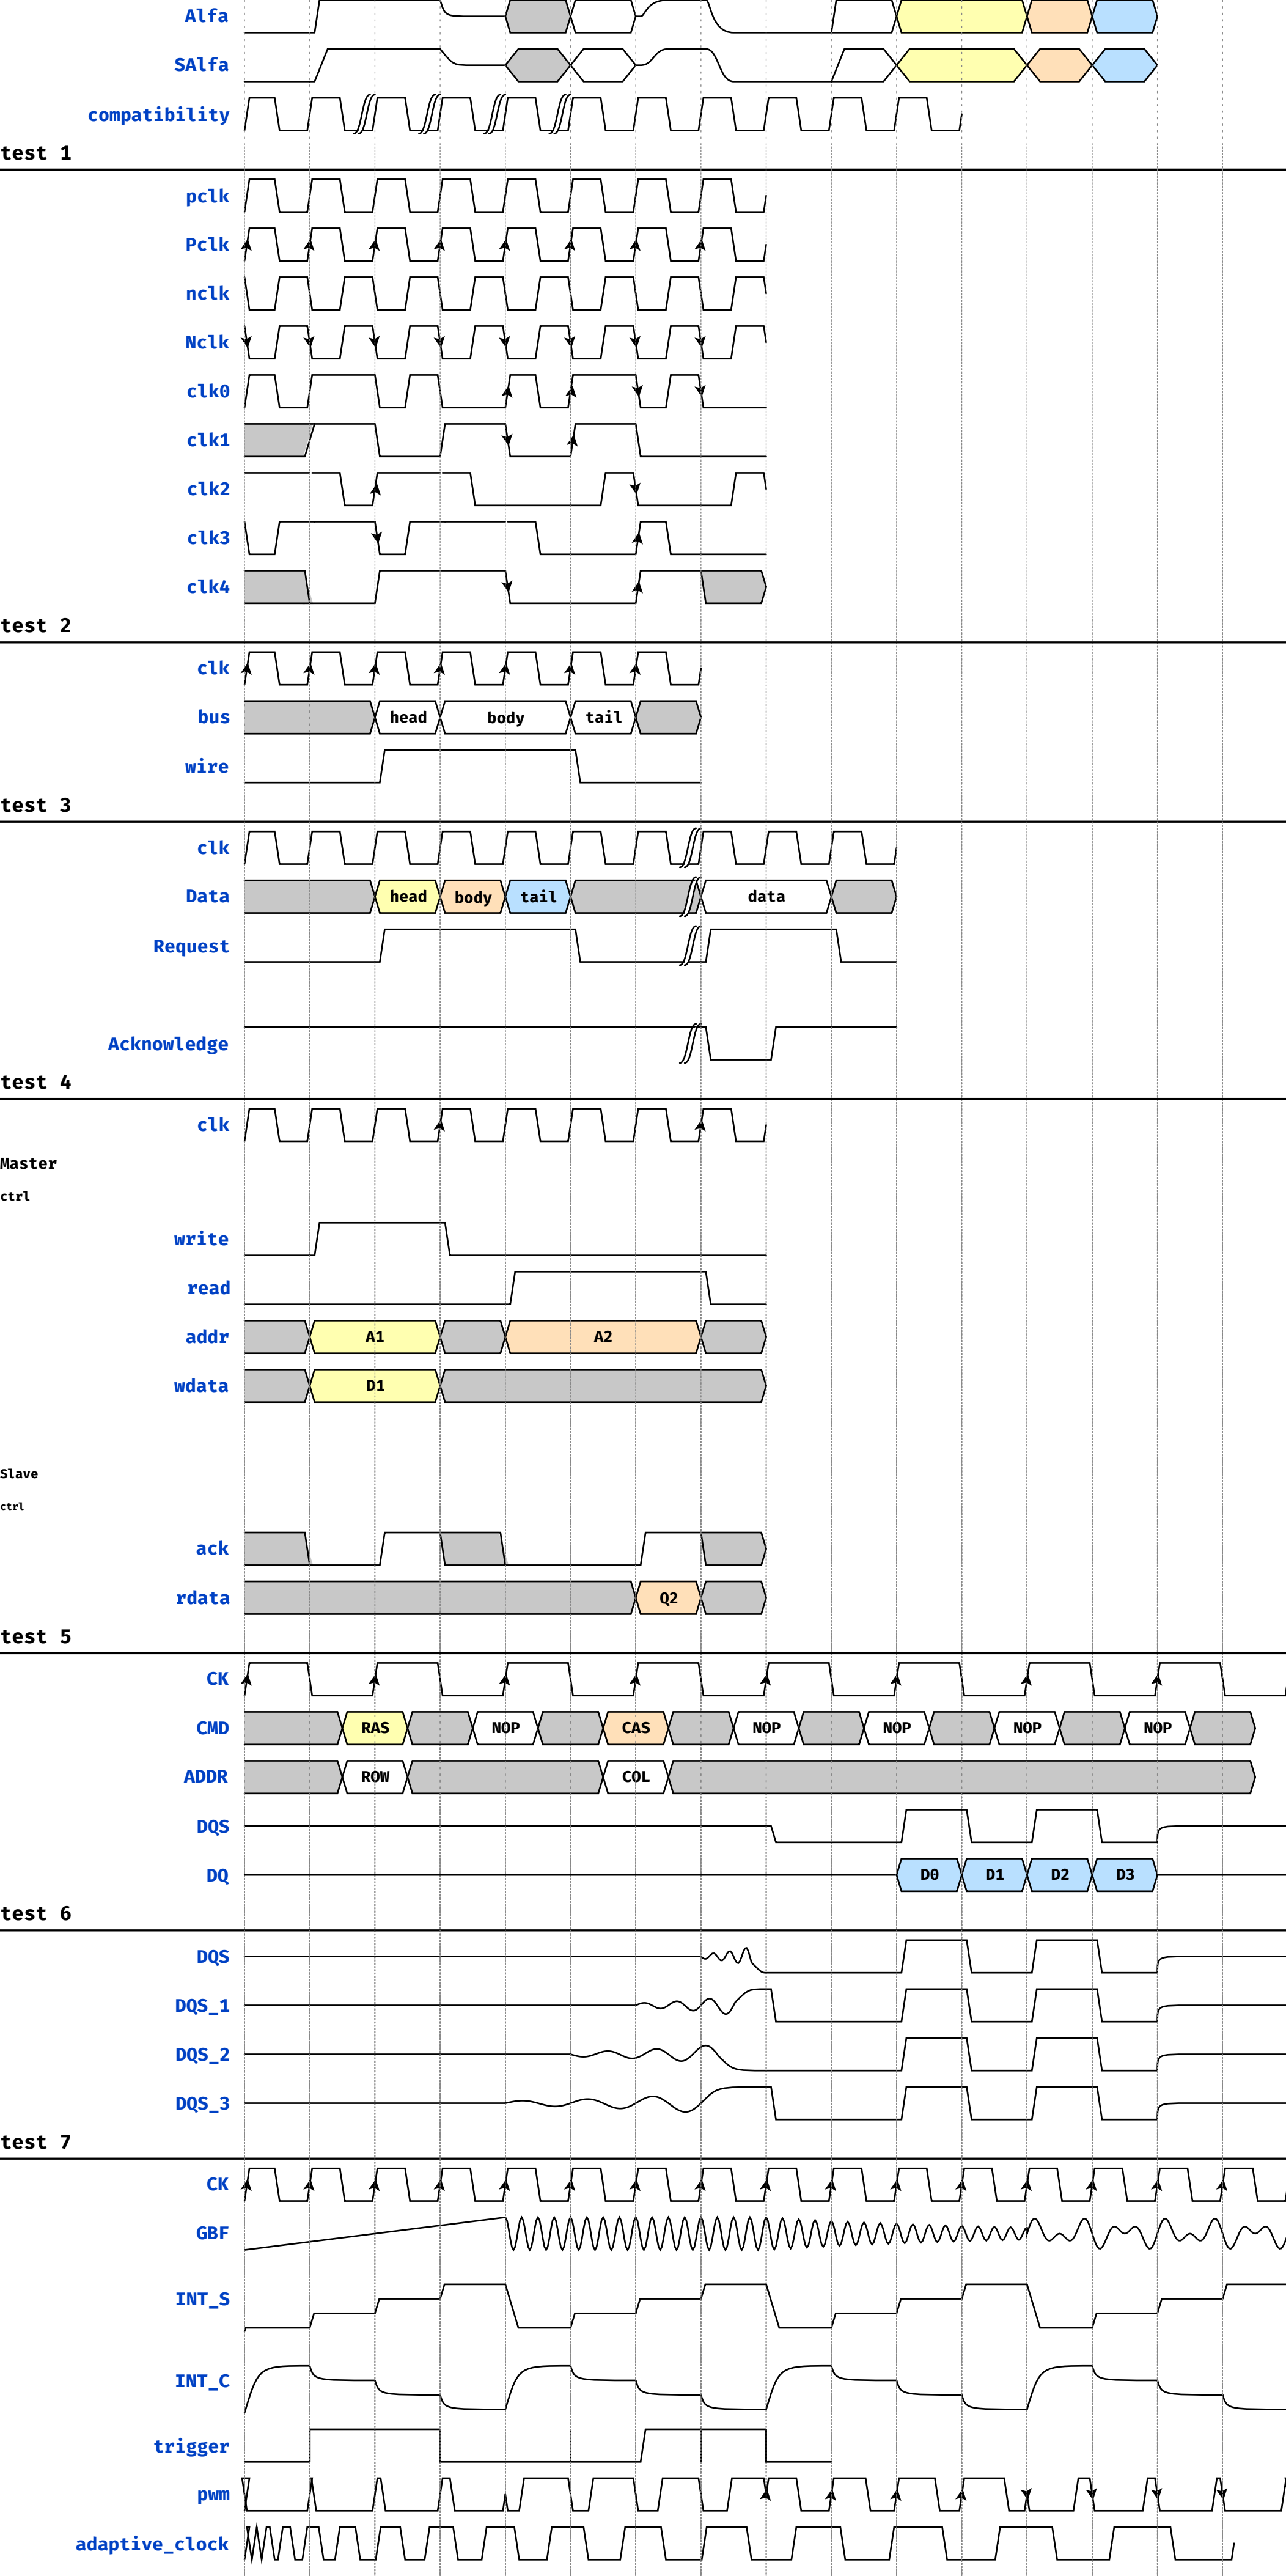 Alfa
SAlfa
compatibility
test 1
pclk
Pclk
nclk
Nclk
clk0
clk1
clk2
clk3
clk4
test 2
clk
bus head body tail
wire
test 3
clk
Data head body tail data
Request
Acknowledge
test 4
clk
Master
ctrl
write
read
addr A1 A2
wdata D1
Slave
ctrl
ack
rdata Q2
test 5
CK
CMD RAS NOP CAS NOP NOP NOP NOP
ADDR ROW COL
DQS
DQ D0 D1 D2 D3
test 6
DQS
DQS_1
DQS_2
DQS_3
test 7
CK
GBF
INT_S
INT_C
trigger
pwm
adaptive_clock